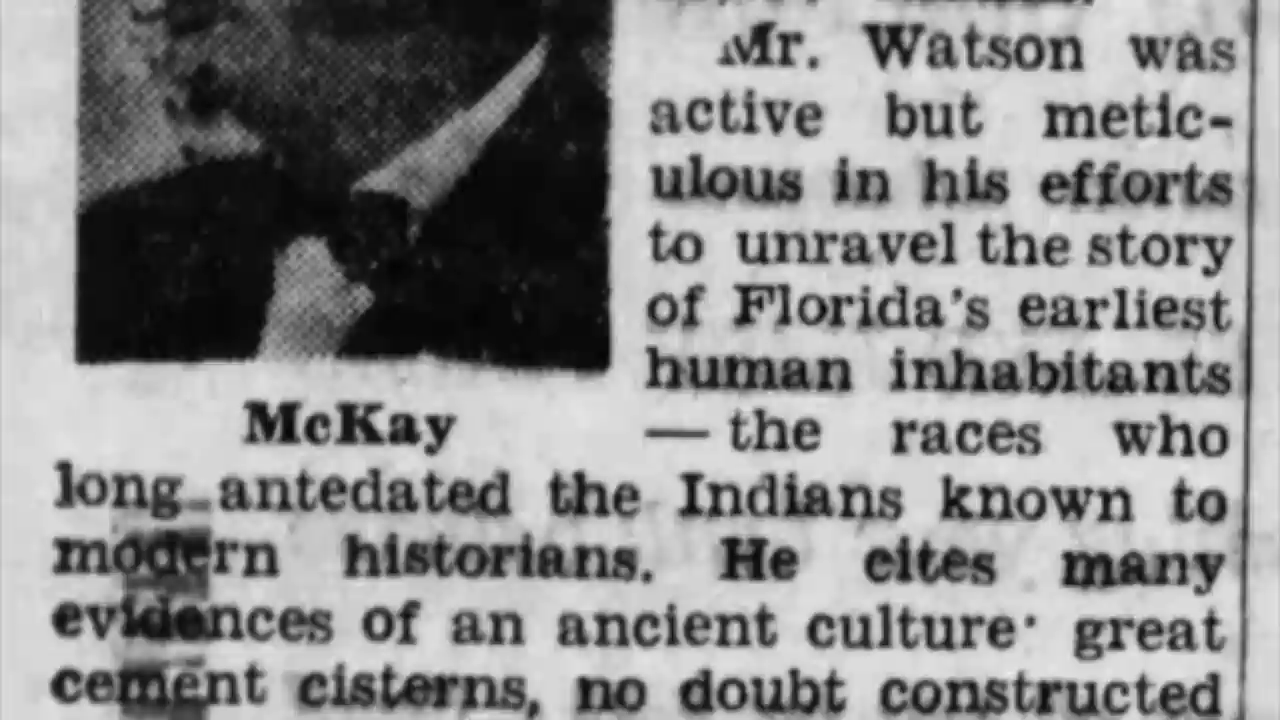 Mr. Watson was
active but metic-
ulous in his efforts
to unravel the story
of Florida's earliest
human inhabitants
— the races who
McKay
long antedated the Indians known to
modern historians. He cites many
evidences of an ancient culture: great
cement cisterns, no doubt constructed